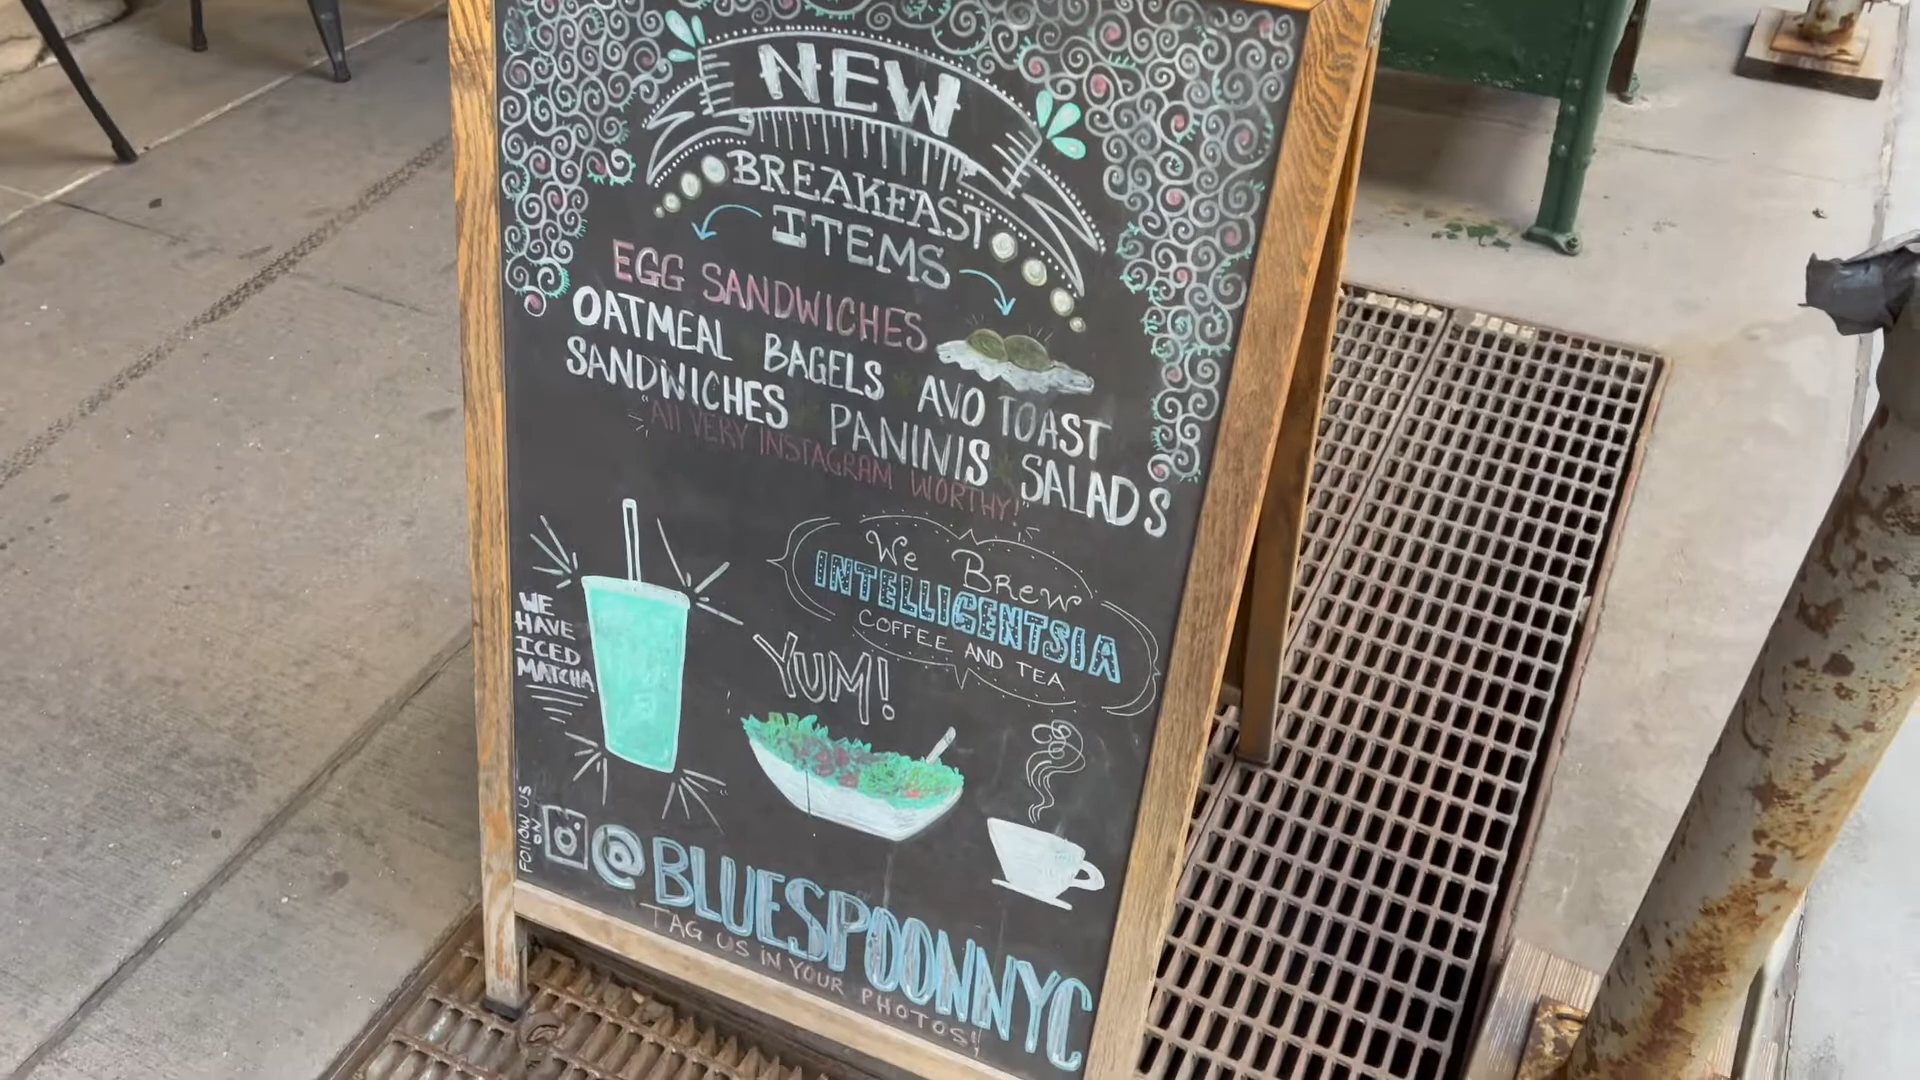 NEW
BREAKFAST
ITEMS
EGG SANDWICHES
OATMEAL BAGELS AVO TOAST
SANDWICHES PANINIS SALADS
"All VERY INSTAGRAM WORTHY!"
We Brew
INTELLIGENTSIA
COFFEE AND TEA
WE
HAVE
ICED
MATCHA
YUM!
FOLLOW US
ON
@BLUESPOONNYC
TAG US IN YOUR PHOTOS!